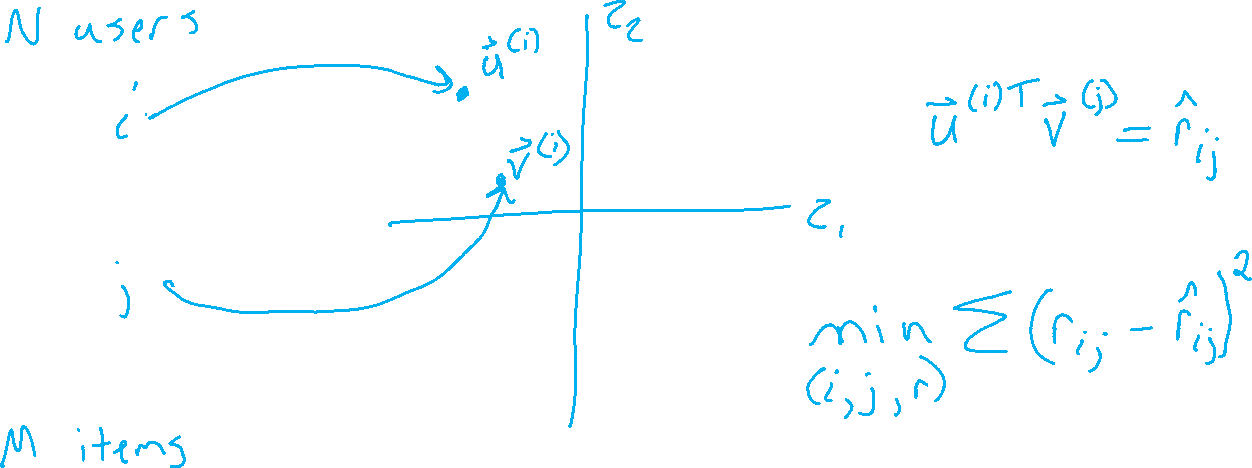 N users
z₂
i
u⃗⁽ⁱ⁾
v⃗⁽ⁱ⁾
u⃗⁽ⁱ⁾ᵀ v⃗⁽ʲ⁾ = r̂ᵢⱼ
z₁
j
min Σ (rᵢⱼ − r̂ᵢⱼ)²
(i, j, r)
M items